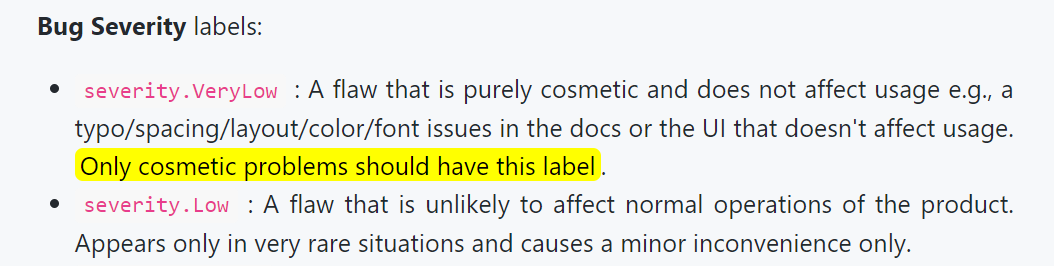 Bug Severity labels:
• severity.VeryLow : A flaw that is purely cosmetic and does not affect usage e.g., a
typo/spacing/layout/color/font issues in the docs or the UI that doesn't affect usage.
Only cosmetic problems should have this label.
• severity.Low : A flaw that is unlikely to affect normal operations of the product.
Appears only in very rare situations and causes a minor inconvenience only.